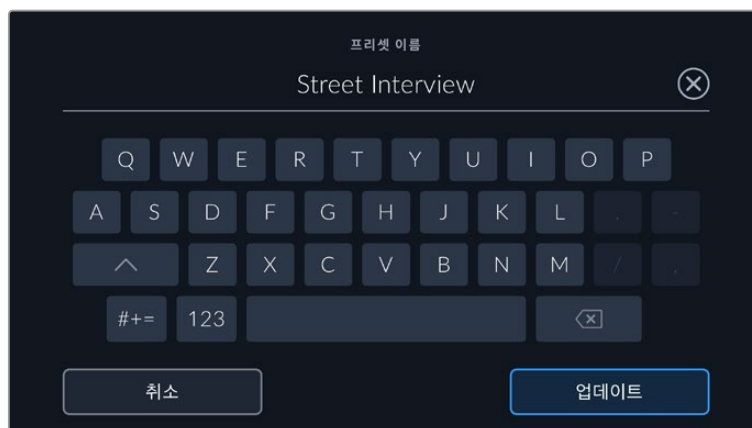 프리셋 이름
Street Interview
Q W E R T Y U I O P
A S D F G H J K L . -
Z X C V B N M / ,
#+= 123
취소 업데이트